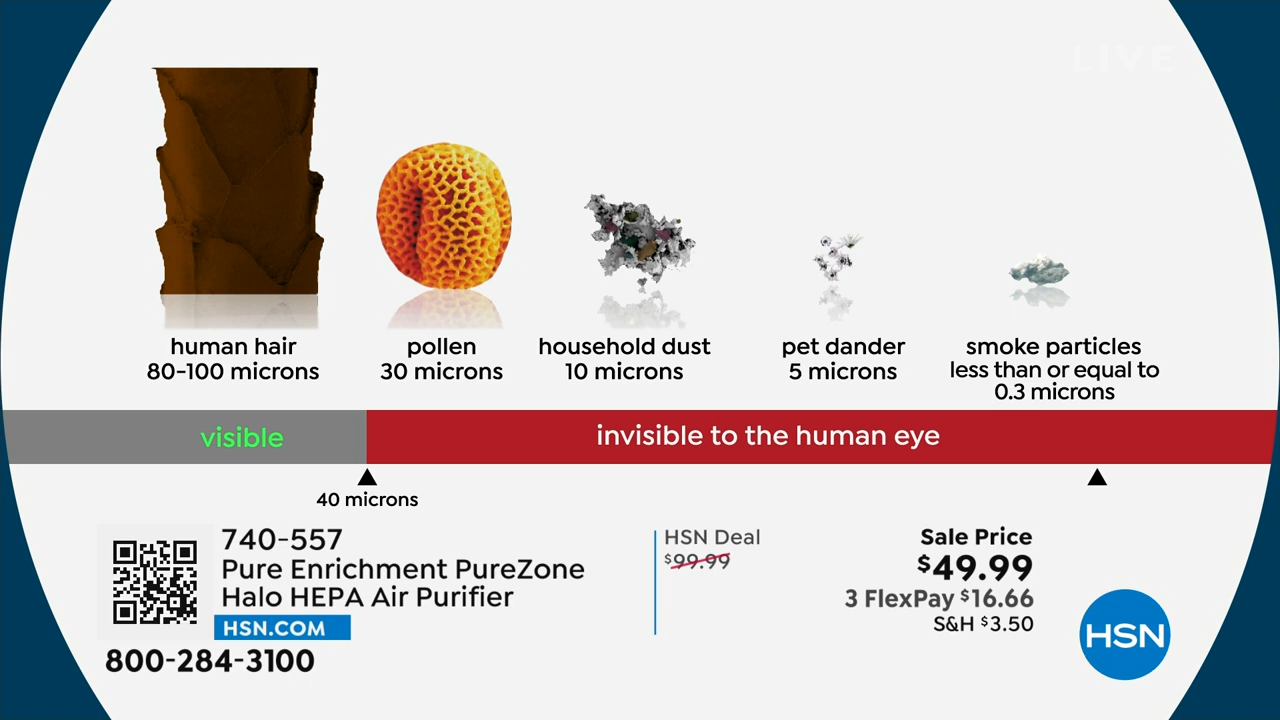 LIVE
human hair
80-100 microns
pollen
30 microns
household dust
10 microns
pet dander
5 microns
smoke particles
less than or equal to
0.3 microns
visible
invisible to the human eye
40 microns
740-557
Pure Enrichment PureZone
Halo HEPA Air Purifier
HSN.COM
800-284-3100
HSN Deal
$99.99
Sale Price
$49.99
3 FlexPay $16.66
S&H $3.50
HSN